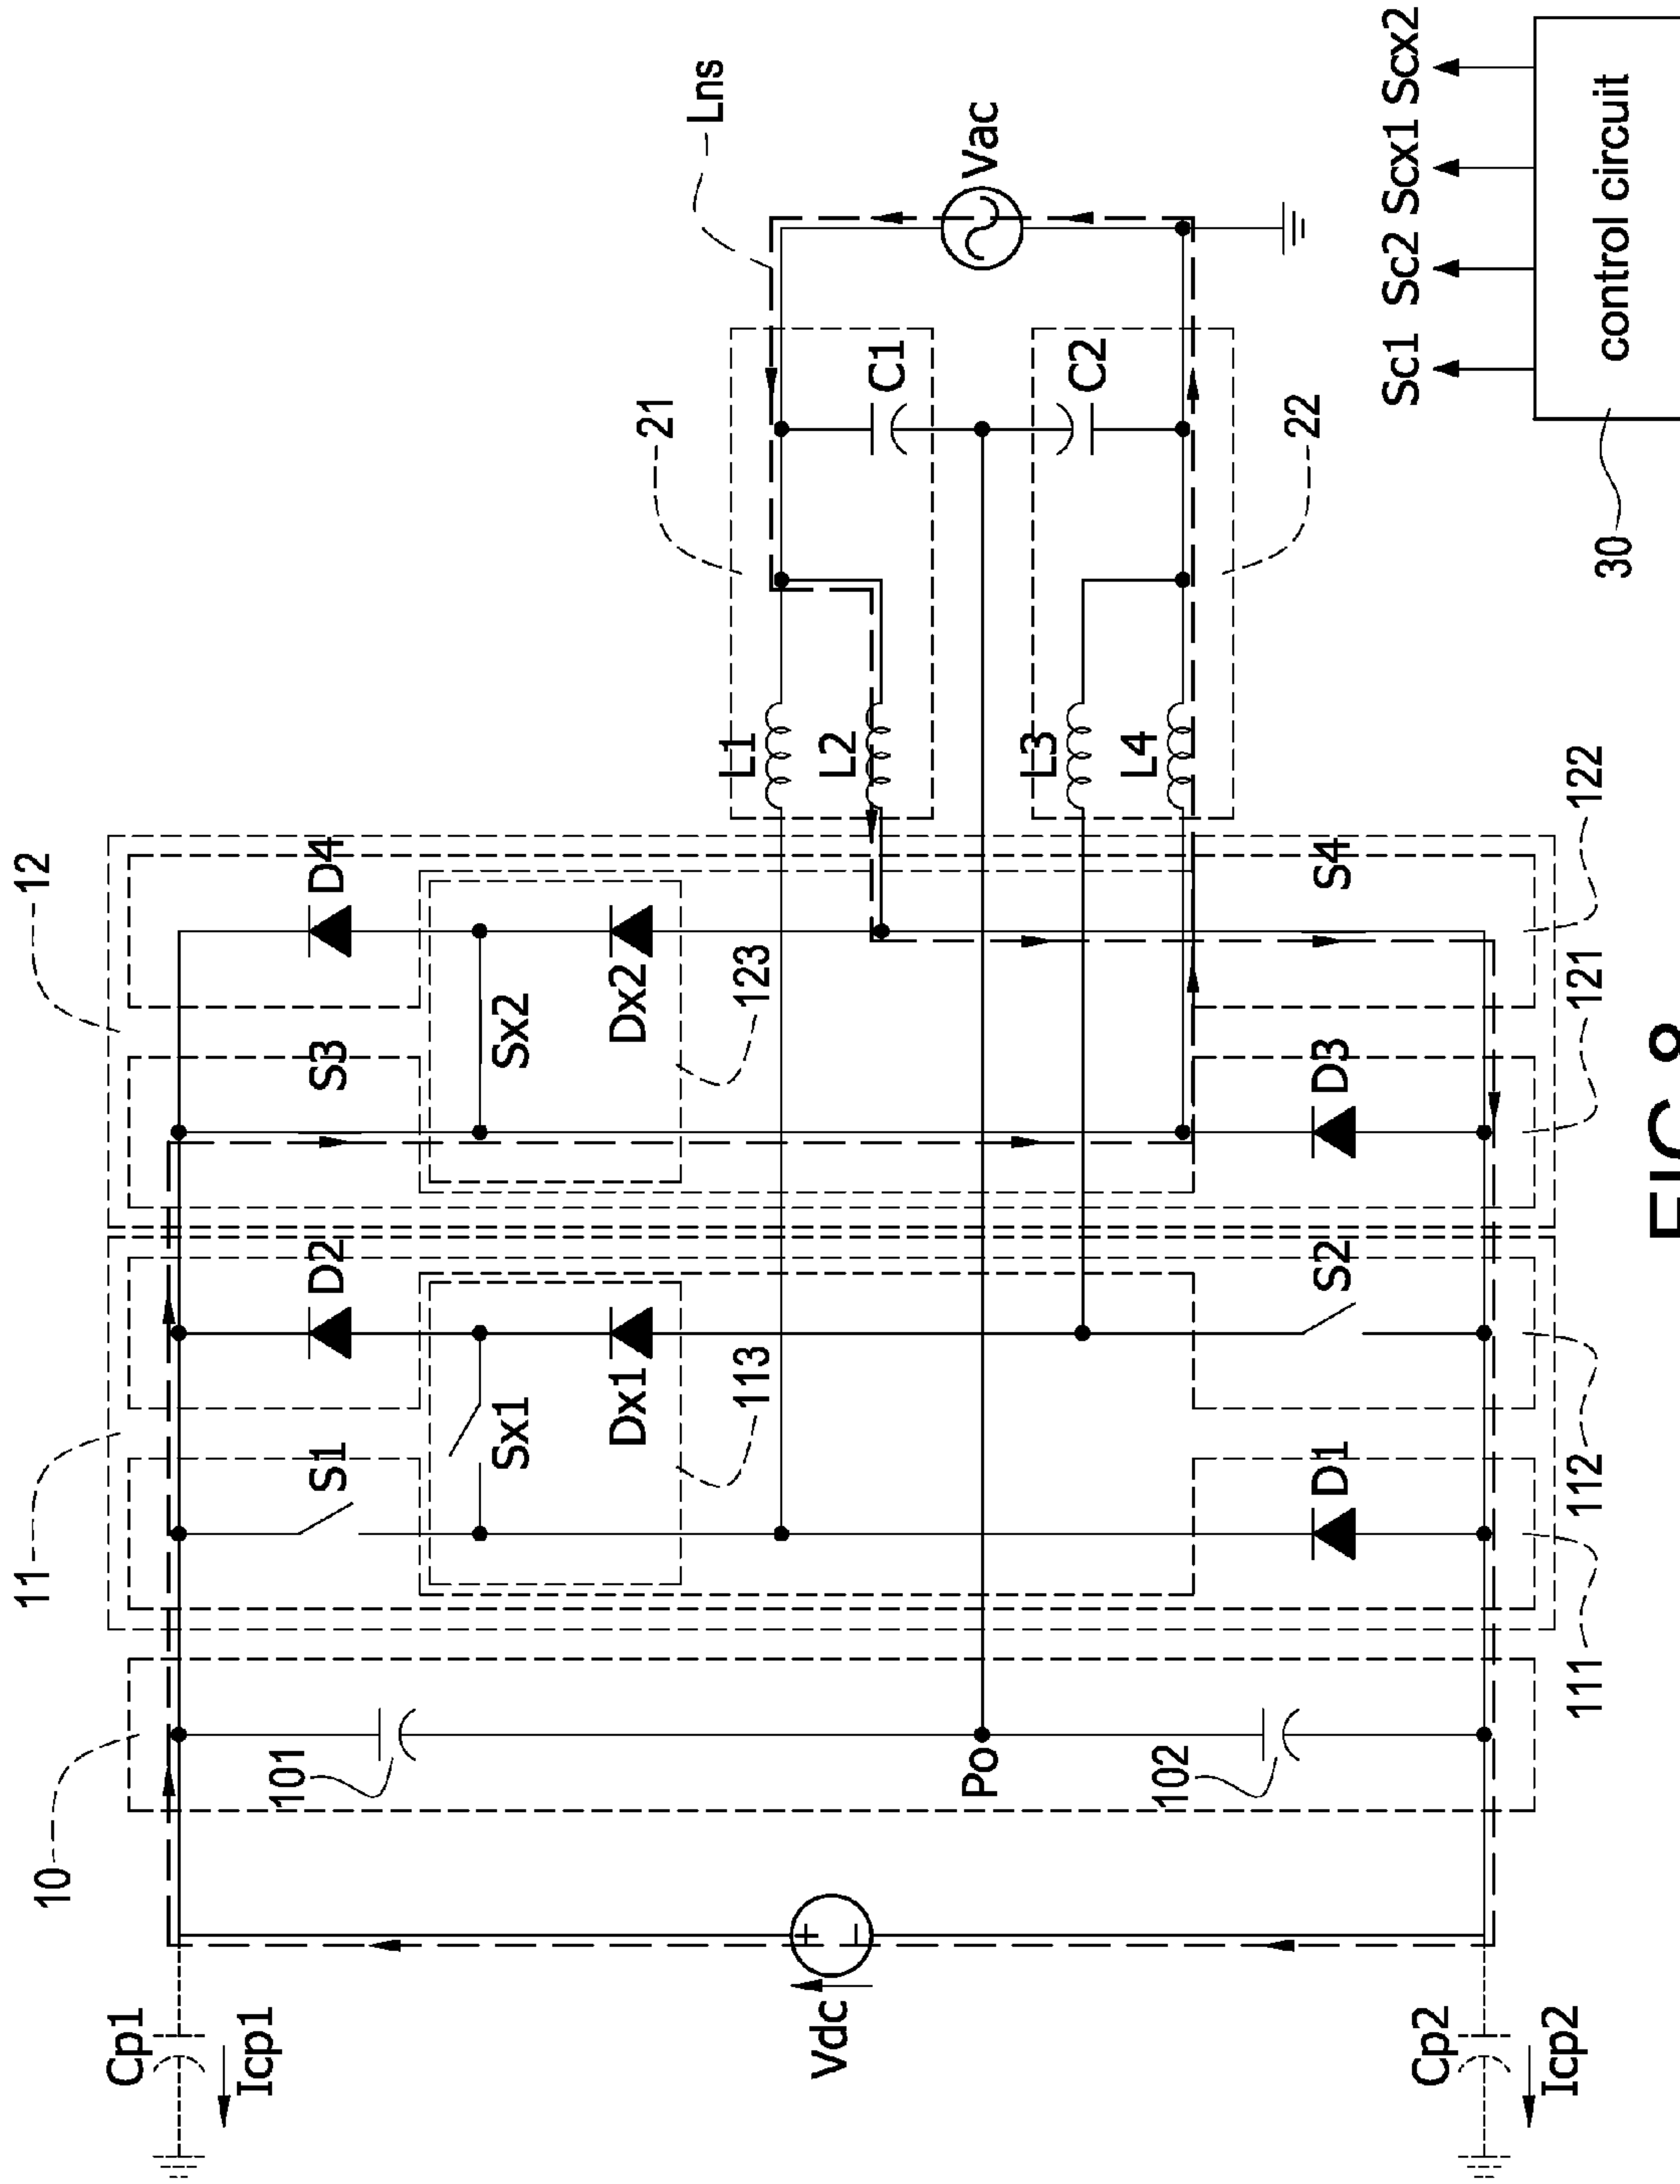 12
11
10
Cp1
Icp1
101
S1
D2
S3
D4
Lns
Sx1
Sx2
Dx1
Dx2
113
123
L1
L2
21
C1
Vac
Vdc
+
−
Po
L3
L4
C2
22
102
D1
S2
D3
S4
Cp2
Icp2
111
112
121
122
Sc1 Sc2 Scx1 Scx2
control circuit
30